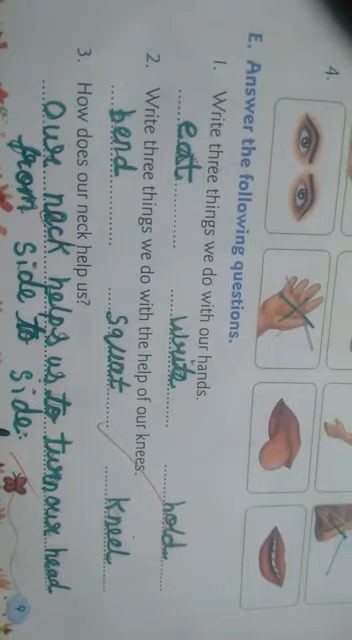 4.
E. Answer the following questions.
1. Write three things we do with our hands.
eat write hold
2. Write three things we do with the help of our knees.
bend squat kneel
3. How does our neck help us?
Our neck helps us to turn our head
from side to side.
9